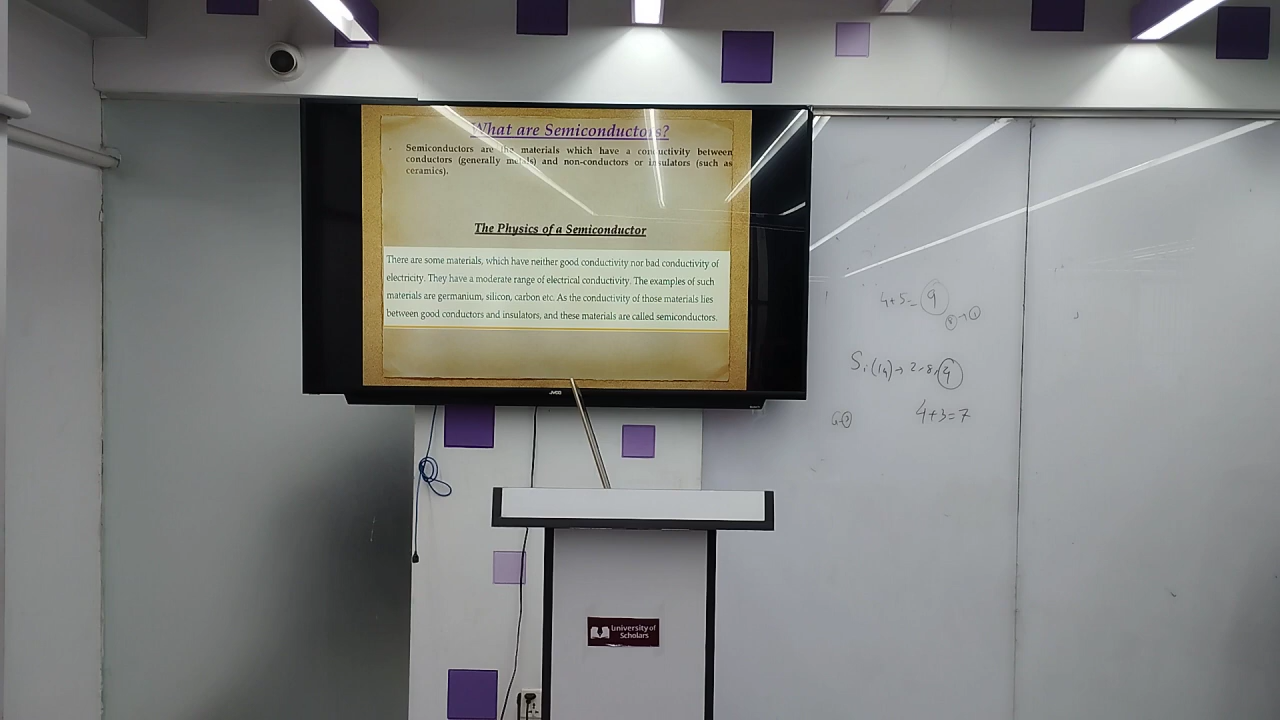 What are Semiconductors?
Semiconductors are the materials which have a conductivity between
conductors (generally metals) and non-conductors or insulators (such as
ceramics).
The Physics of a Semiconductor
There are some materials, which have neither good conductivity nor bad conductivity of
electricity. They have a moderate range of electrical conductivity. The examples of such
materials are germanium, silicon, carbon etc. As the conductivity of those materials lies
between good conductors and insulators, and these materials are called semiconductors.
JVCO
4+5=9
Si(14)→2,8,4
4+3=7
University of
Scholars